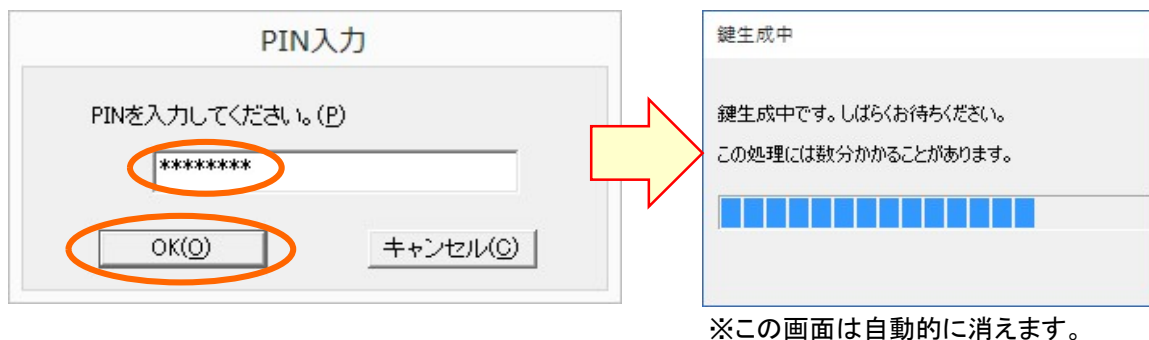 PIN入力
PINを入力してください。(P)
********
OK(O)
キャンセル(C)
鍵生成中
鍵生成中です。しばらくお待ちください。
この処理には数分かかることがあります。
※この画面は自動的に消えます。